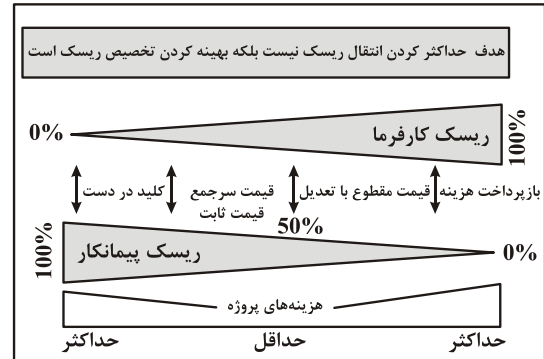 هدف حداکثر کردن انتقال ریسک نیست بلکه بهینه کردن تخصیص ریسک است
0%
ریسک کارفرما
100%
بازپرداخت هزینه
قیمت مقطوع با تعدیل
قیمت سرجمع
قیمت ثابت
کلید در دست
50%
100%
ریسک پیمانکار
0%
هزینه‌های پروژه
حداکثر
حداقل
حداکثر